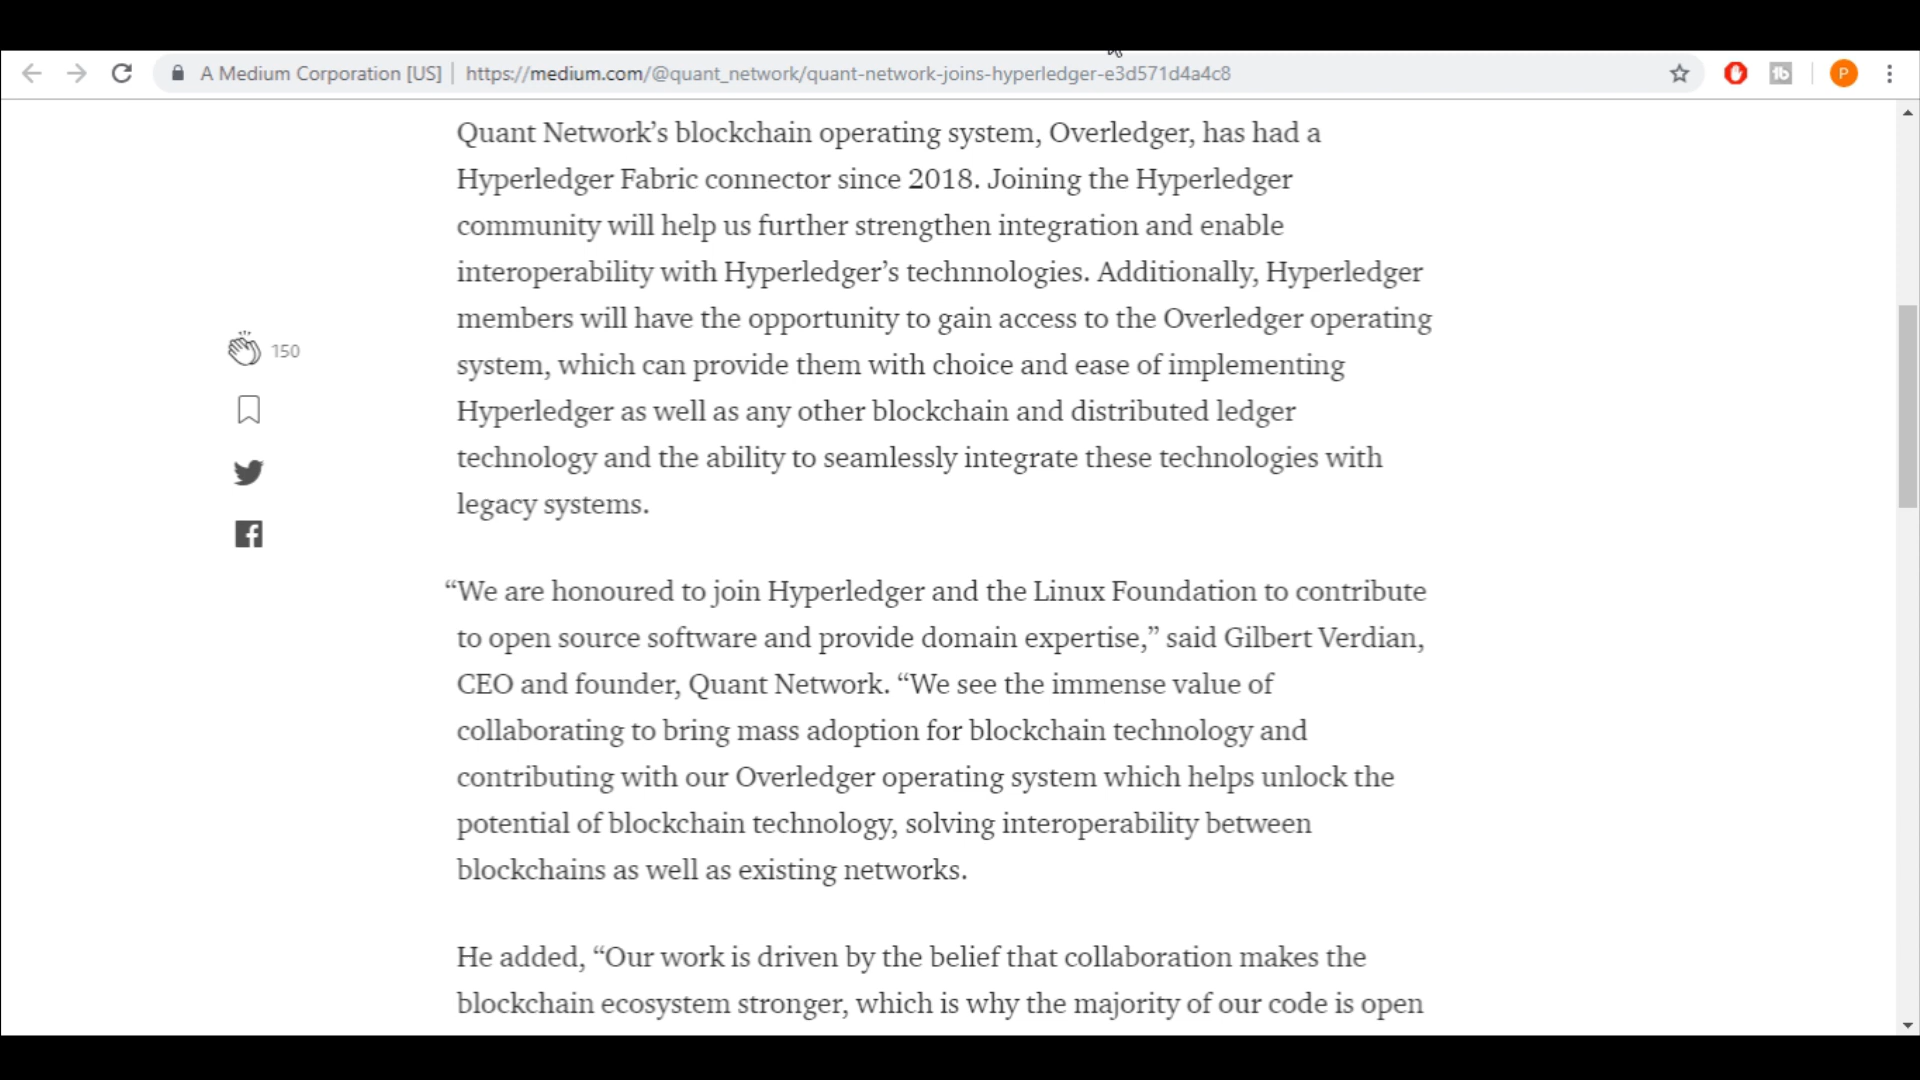 A Medium Corporation [US] https://medium.com/@quant_network/quant-network-joins-hyperledger-e3d571d4a4c8
P
Quant Network’s blockchain operating system, Overledger, has had a
Hyperledger Fabric connector since 2018. Joining the Hyperledger
community will help us further strengthen integration and enable
interoperability with Hyperledger’s technnologies. Additionally, Hyperledger
members will have the opportunity to gain access to the Overledger operating
system, which can provide them with choice and ease of implementing
Hyperledger as well as any other blockchain and distributed ledger
technology and the ability to seamlessly integrate these technologies with
legacy systems.
150
“We are honoured to join Hyperledger and the Linux Foundation to contribute
to open source software and provide domain expertise,” said Gilbert Verdian,
CEO and founder, Quant Network. “We see the immense value of
collaborating to bring mass adoption for blockchain technology and
contributing with our Overledger operating system which helps unlock the
potential of blockchain technology, solving interoperability between
blockchains as well as existing networks.
He added, “Our work is driven by the belief that collaboration makes the
blockchain ecosystem stronger, which is why the majority of our code is open